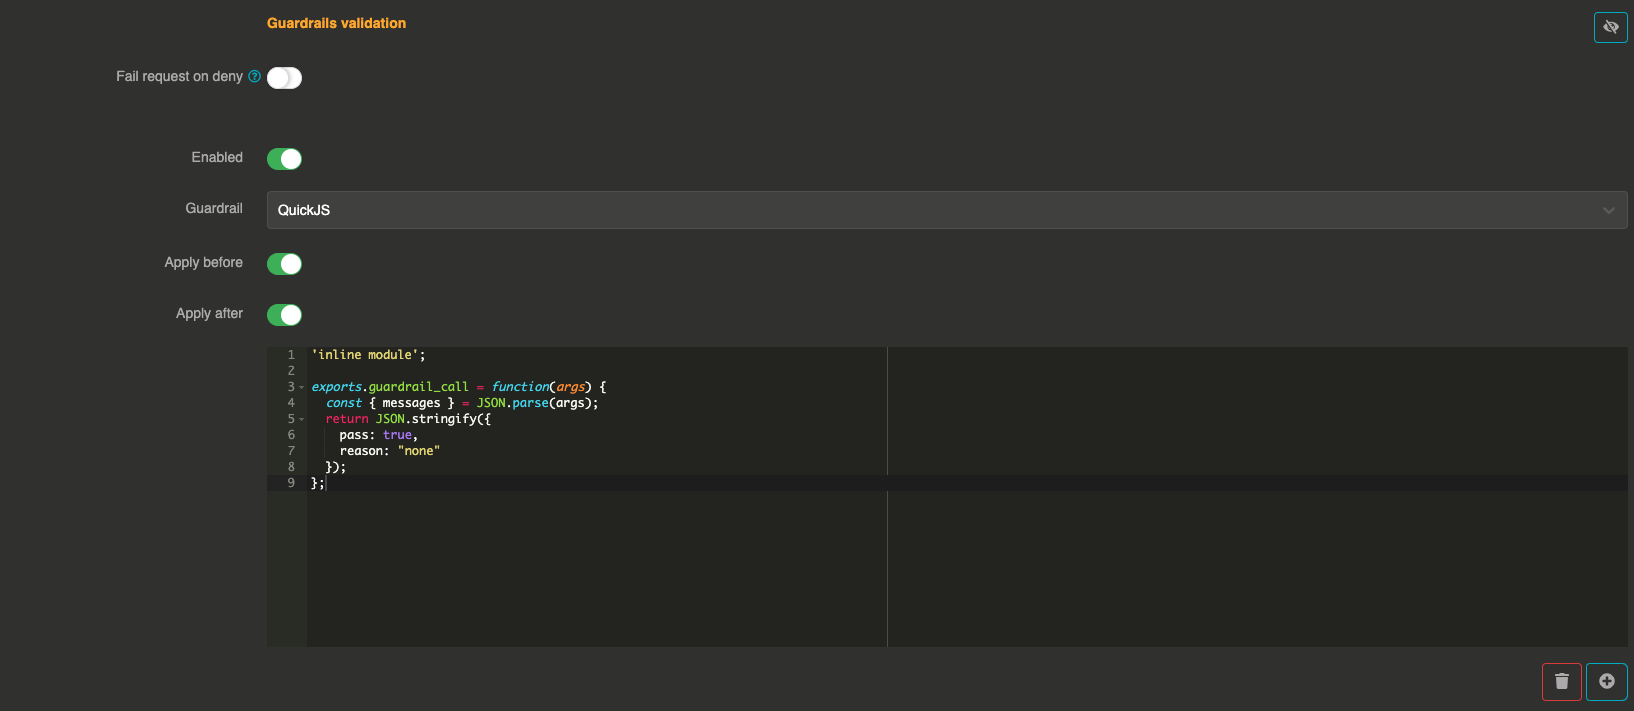 Guardrails validation
Fail request on deny
Enabled
Guardrail QuickJS
Apply before
Apply after
1 'inline module';
2
3 exports.guardrail_call = function(args) {
4   const { messages } = JSON.parse(args);
5   return JSON.stringify({
6     pass: true,
7     reason: "none"
8   });
9 };